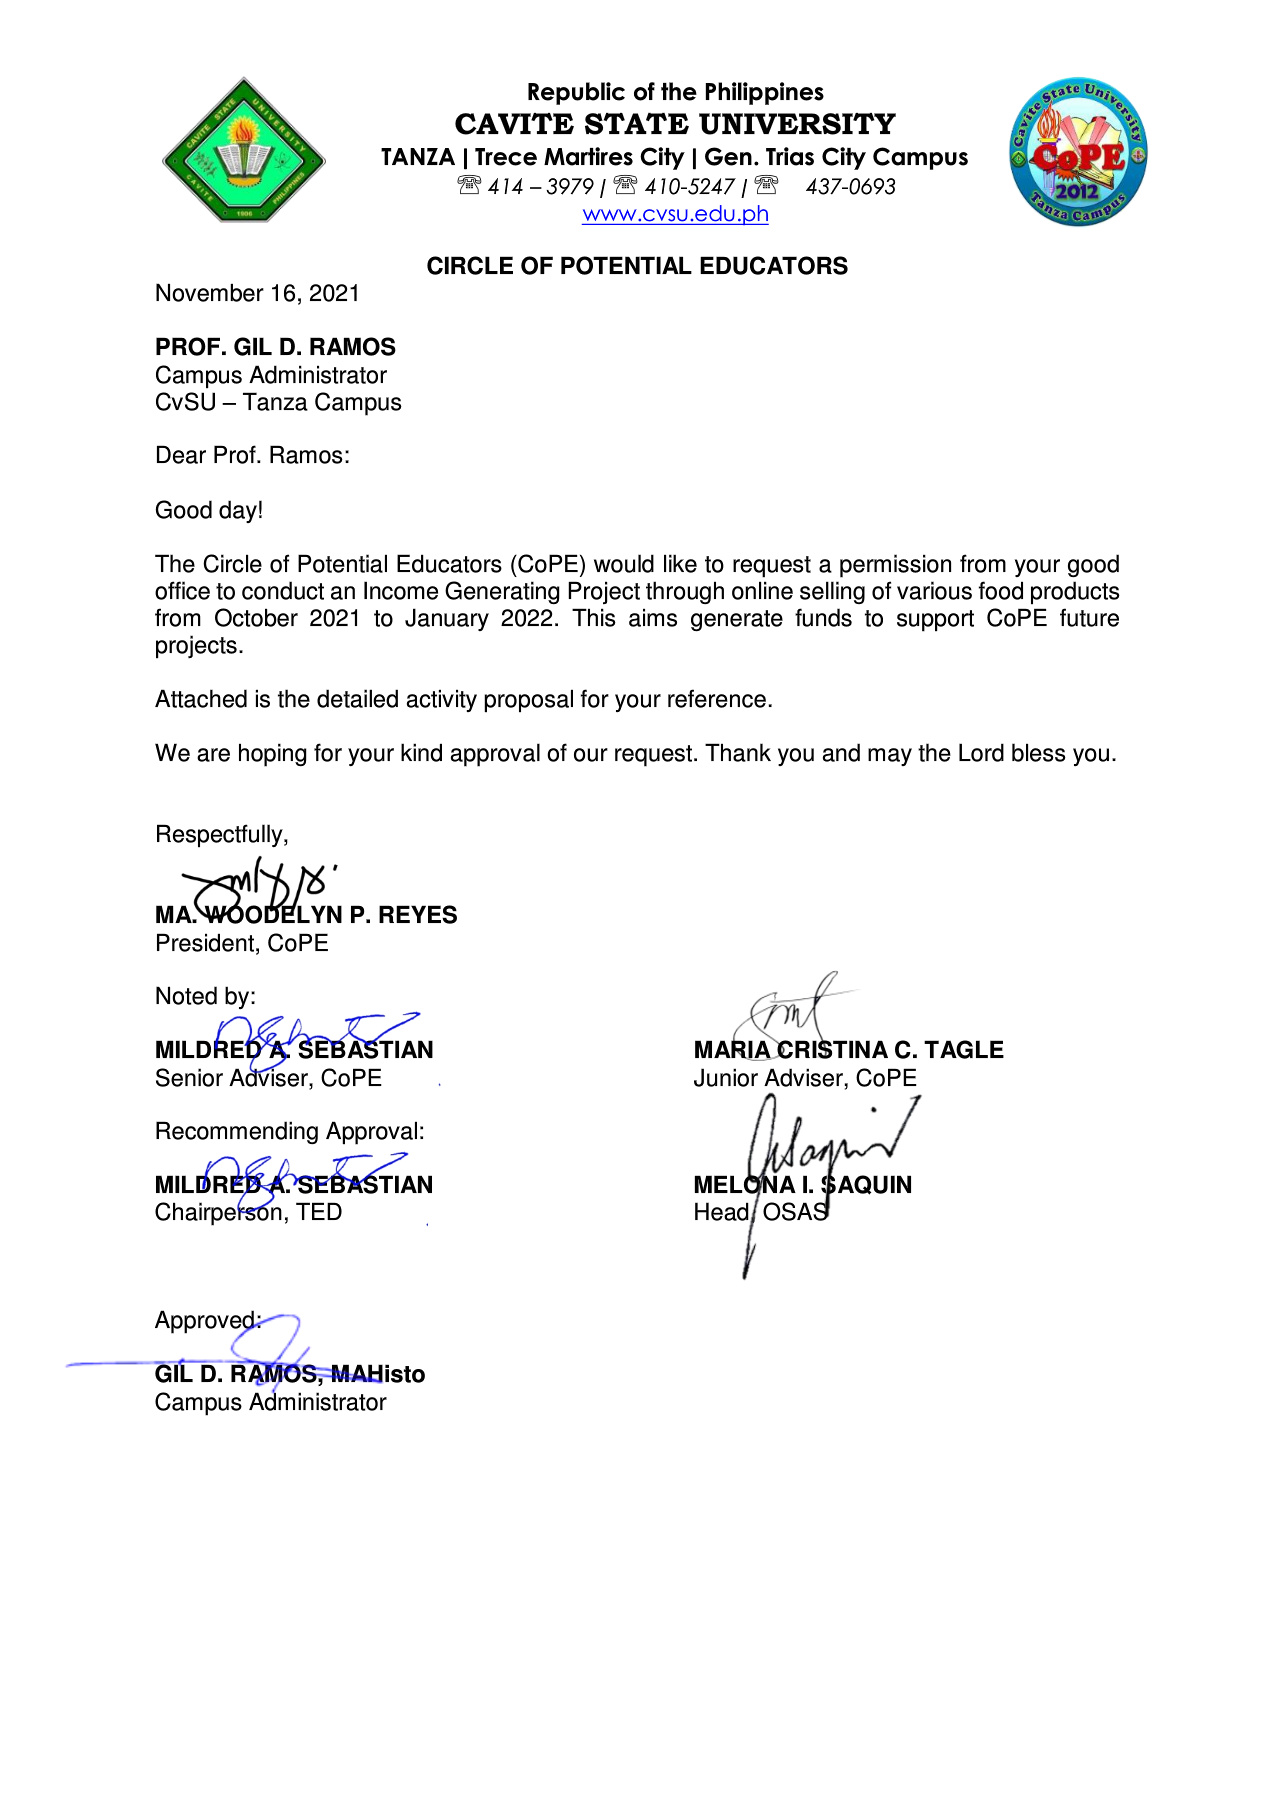 Republic of the Philippines
CAVITE STATE UNIVERSITY
TANZA | Trece Martires City | Gen. Trias City Campus
☏ 414 – 3979 | ☏ 410-5247 | ☏ 437-0693
www.cvsu.edu.ph
CAVITE STATE UNIVERSITY
CAVITE PHILIPPINES
1906
Cavite State University
CoPE
2012
Tanza Campus
CIRCLE OF POTENTIAL EDUCATORS
November 16, 2021
PROF. GIL D. RAMOS
Campus Administrator
CvSU – Tanza Campus
Dear Prof. Ramos:
Good day!
The Circle of Potential Educators (CoPE) would like to request a permission from your good
office to conduct an Income Generating Project through online selling of various food products
from October 2021 to January 2022. This aims generate funds to support CoPE future
projects.
Attached is the detailed activity proposal for your reference.
We are hoping for your kind approval of our request. Thank you and may the Lord bless you.
Respectfully,
MA. WOODELYN P. REYES
President, CoPE
Noted by:
MILDRED A. SEBASTIAN
Senior Adviser, CoPE
MARIA CRISTINA C. TAGLE
Junior Adviser, CoPE
Recommending Approval:
MILDRED A. SEBASTIAN
Chairperson, TED
MELONA I. SAQUIN
Head, OSAS
Approved:
GIL D. RAMOS, MAHisto
Campus Administrator